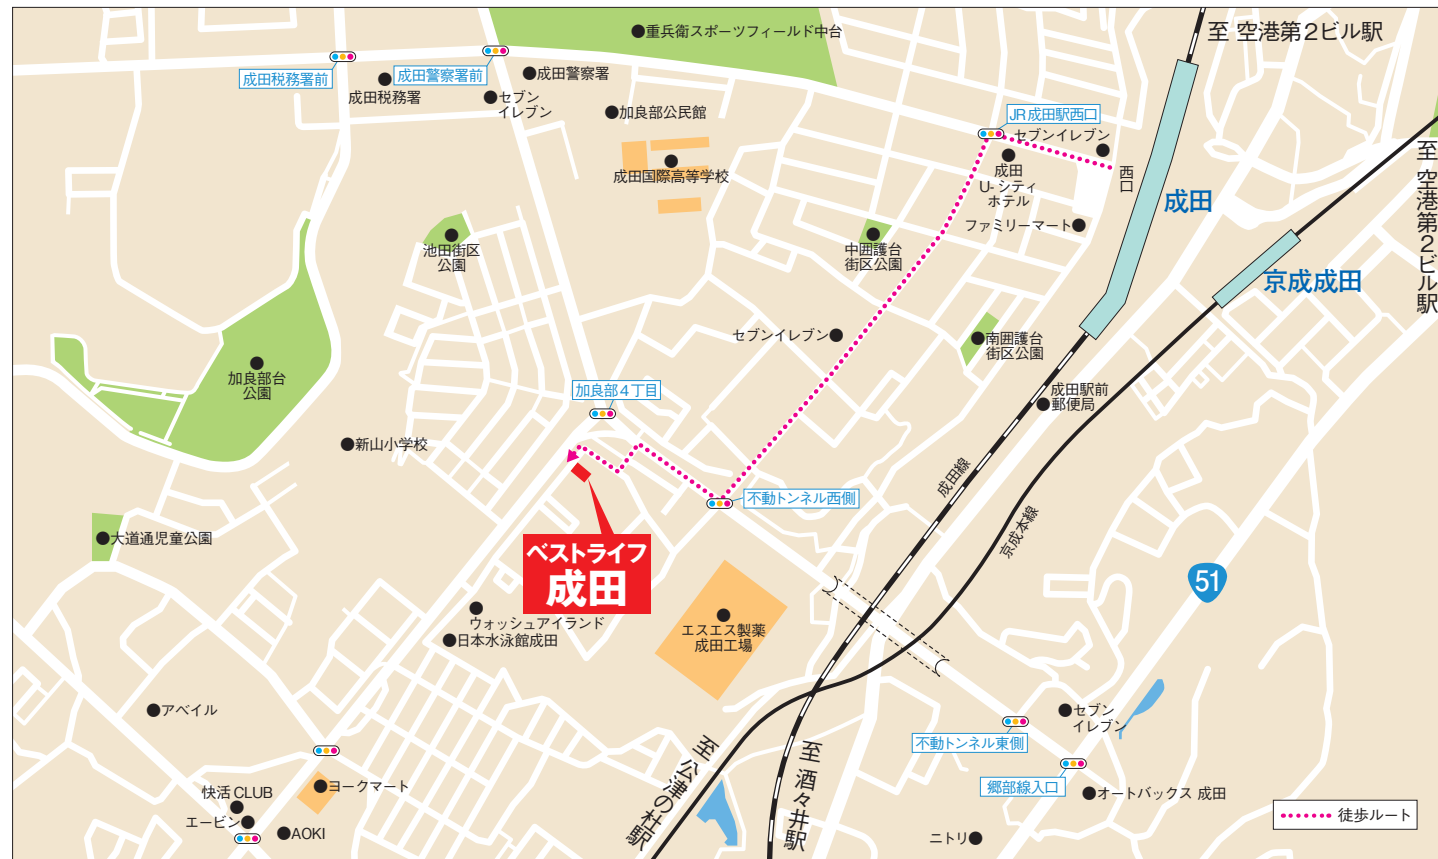 重兵衛スポーツフィールド中台
至 空港第2ビル駅
成田税務署前
成田税務署
成田警察署前
成田警察署
セブン
イレブン
加良部公民館
成田国際高等学校
JR成田駅西口
セブンイレブン
成田
U-シティ
ホテル
西口
ファミリーマート
成田
京成成田
至 空港第2ビル駅
池田街区
公園
中囲護台
街区公園
セブンイレブン
南囲護台
街区公園
加良部台
公園
加良部4丁目
成田駅前
郵便局
新山小学校
成田線
京成本線
不動トンネル西側
大道通児童公園
ベストライフ
成田
51
ウォッシュアイランド
日本水泳館成田
エスエス製薬
成田工場
アベイル
セブン
イレブン
不動トンネル東側
郷部線入口
至 公津の杜駅
至 酒々井駅
快活CLUB
ヨークマート
エービン
AOKI
オートバックス 成田
ニトリ
徒歩ルート